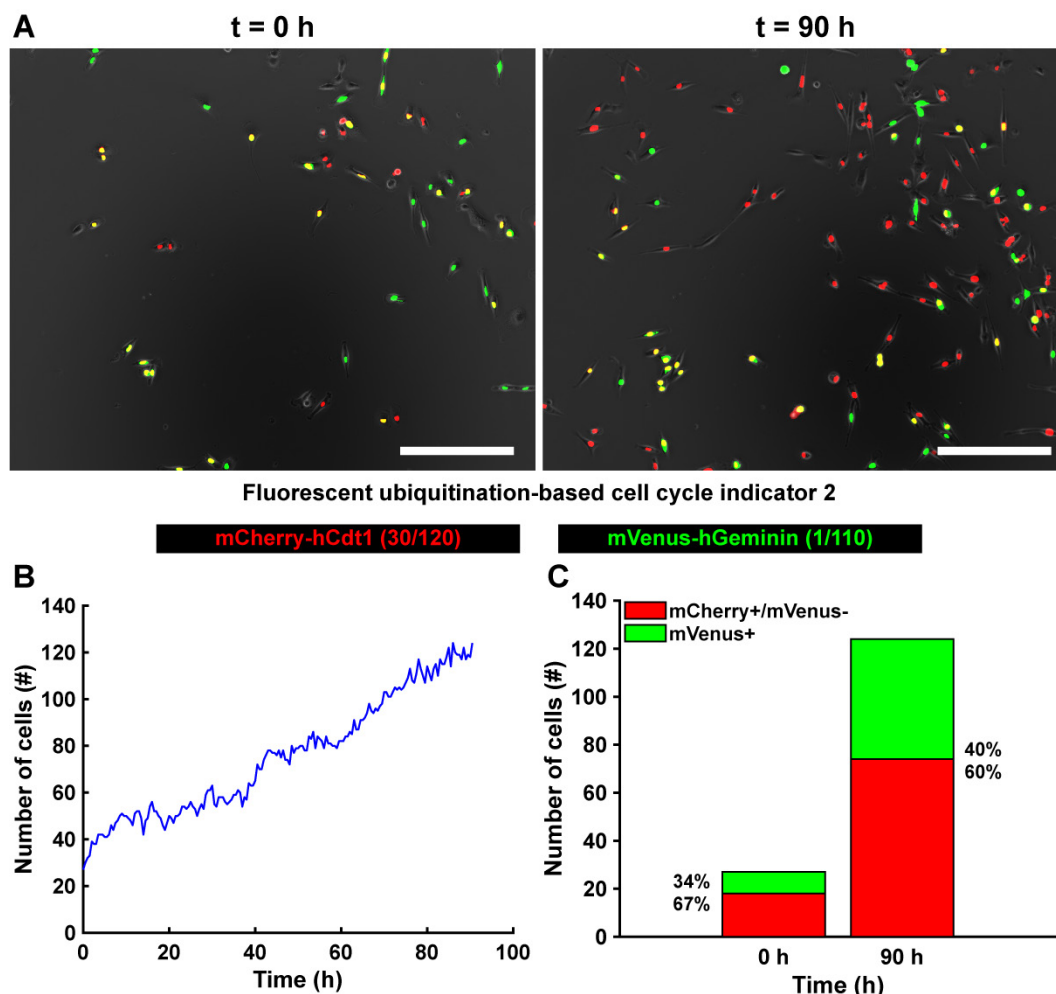 A
t = 0 h
t = 90 h
Fluorescent ubiquitination-based cell cycle indicator 2
mCherry-hCdt1 (30/120)
mVenus-hGeminin (1/110)
B
Number of cells (#)
140
120
100
80
60
40
20
0
0 20 40 60 80 100
Time (h)
C
Number of cells (#)
140
120
100
80
60
40
20
0
mCherry+/mVenus-
mVenus+
34%
67%
40%
60%
0 h 90 h
Time (h)